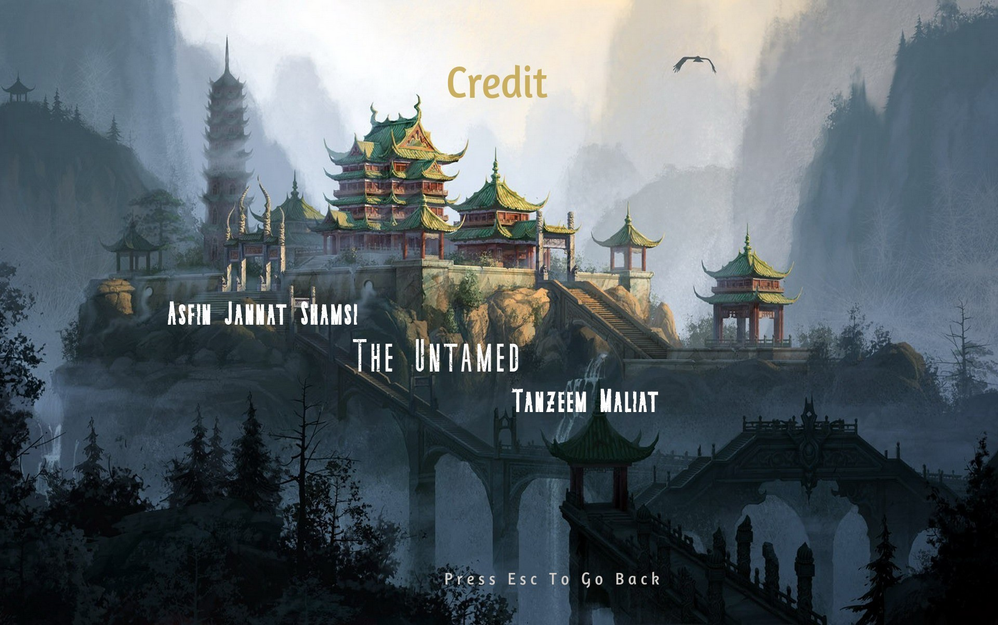 Credit
Asfin Jannat Shamsi
The Untamed
Tanzeem Maliat
Press Esc To Go Back